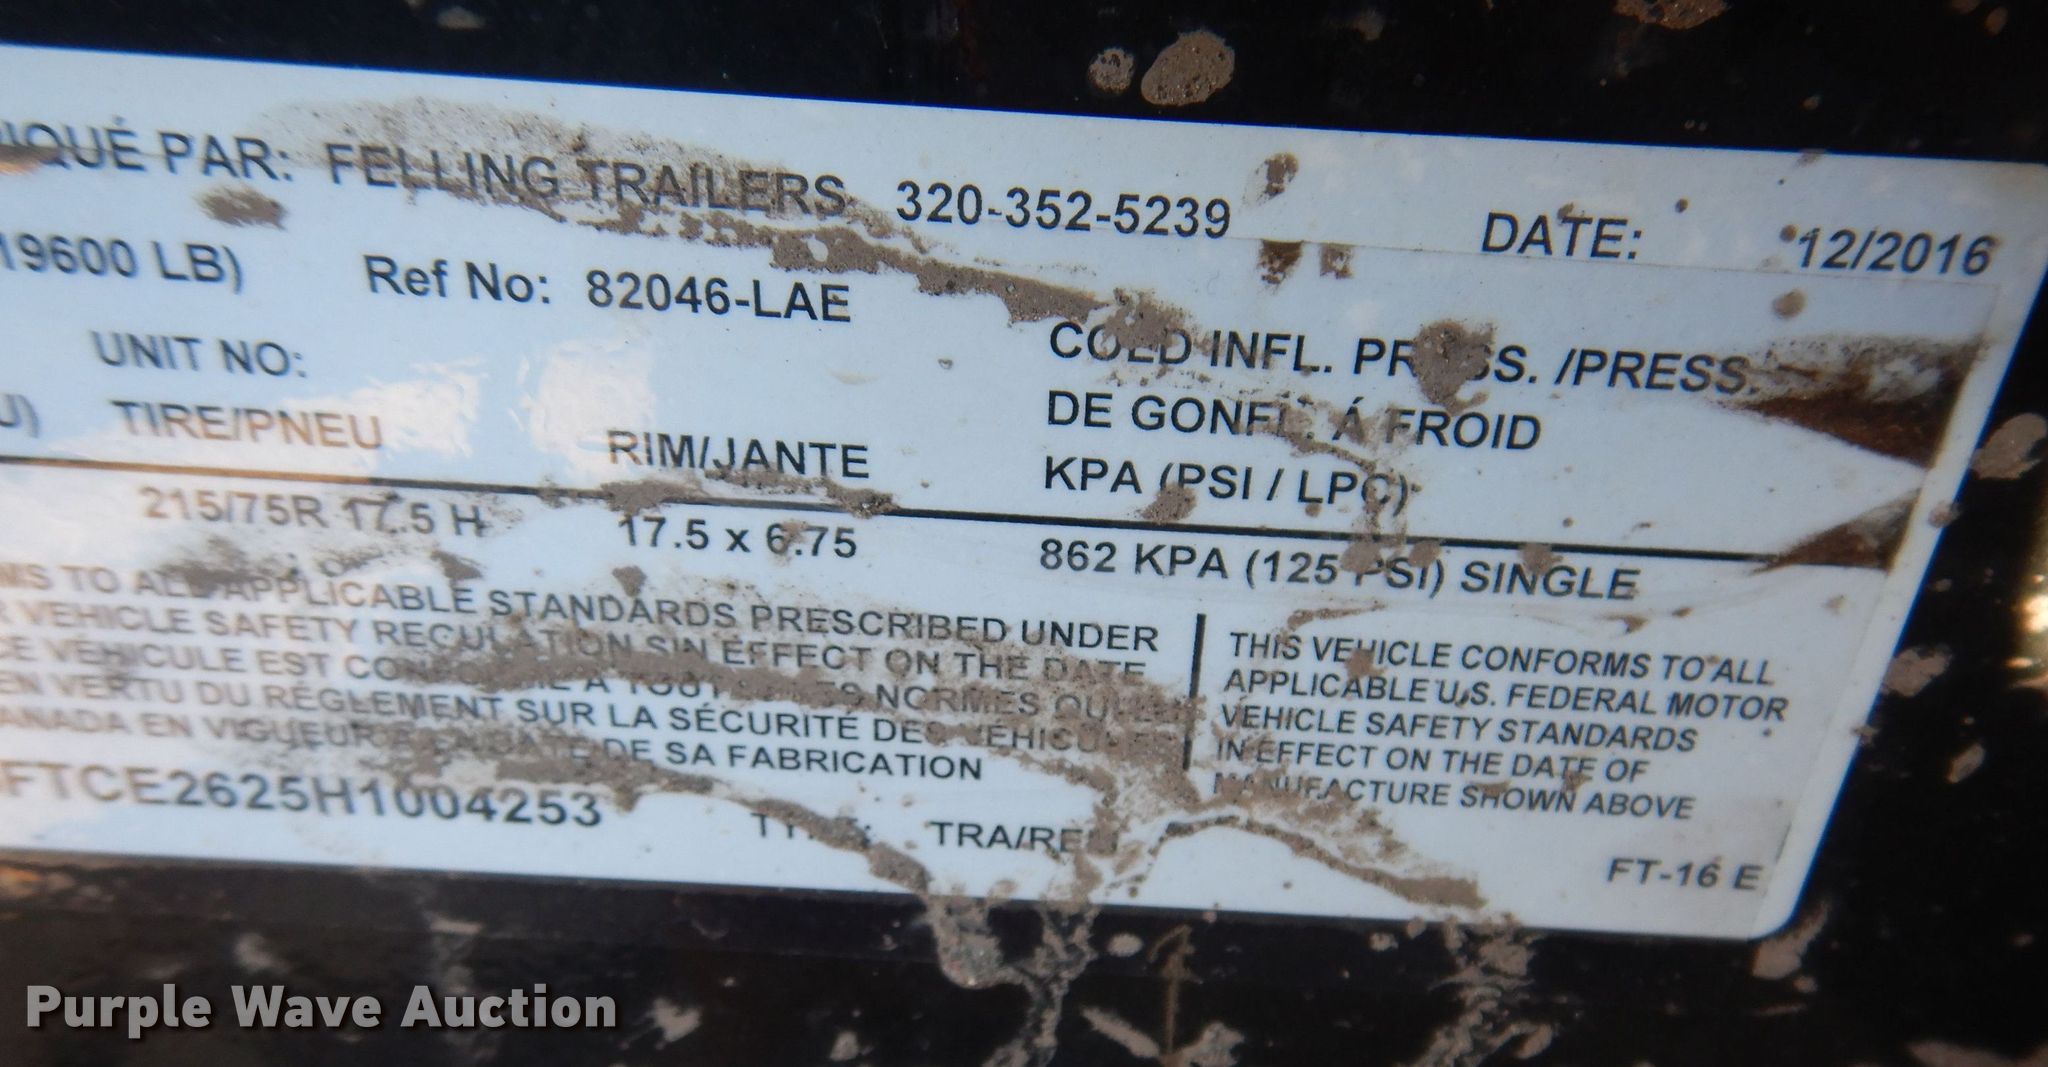 IQUÉ PAR: FELLING TRAILERS 320-352-5239 DATE: 12/2016
19600 LB) Ref No: 82046-LAE
UNIT NO:
U) TIRE/PNEU RIM/JANTE COLD INFL. PRESS. /PRESS.
DE GONFL. Á FROID
KPA (PSI / LPC)
215/75R 17.5 H 17.5 x 6.75 862 KPA (125 PSI) SINGLE
MS TO ALL APPLICABLE STANDARDS PRESCRIBED UNDER
R VEHICLE SAFETY REGULATION SIN EFFECT ON THE DATE
CE VÉHICULE EST CONFORME À TOUTES LES NORMES QUI LE
EN VERTU DU RÉGLEMENT SUR LA SÉCURITÉ DES VÉHICULES
ANADA EN VIGUEUR À LA DATE DE SA FABRICATION
THIS VEHICLE CONFORMS TO ALL
APPLICABLE U.S. FEDERAL MOTOR
VEHICLE SAFETY STANDARDS
IN EFFECT ON THE DATE OF
MANUFACTURE SHOWN ABOVE
FTCE2625H1004253 TYPE: TRA/REM
FT-16 E
Purple Wave Auction